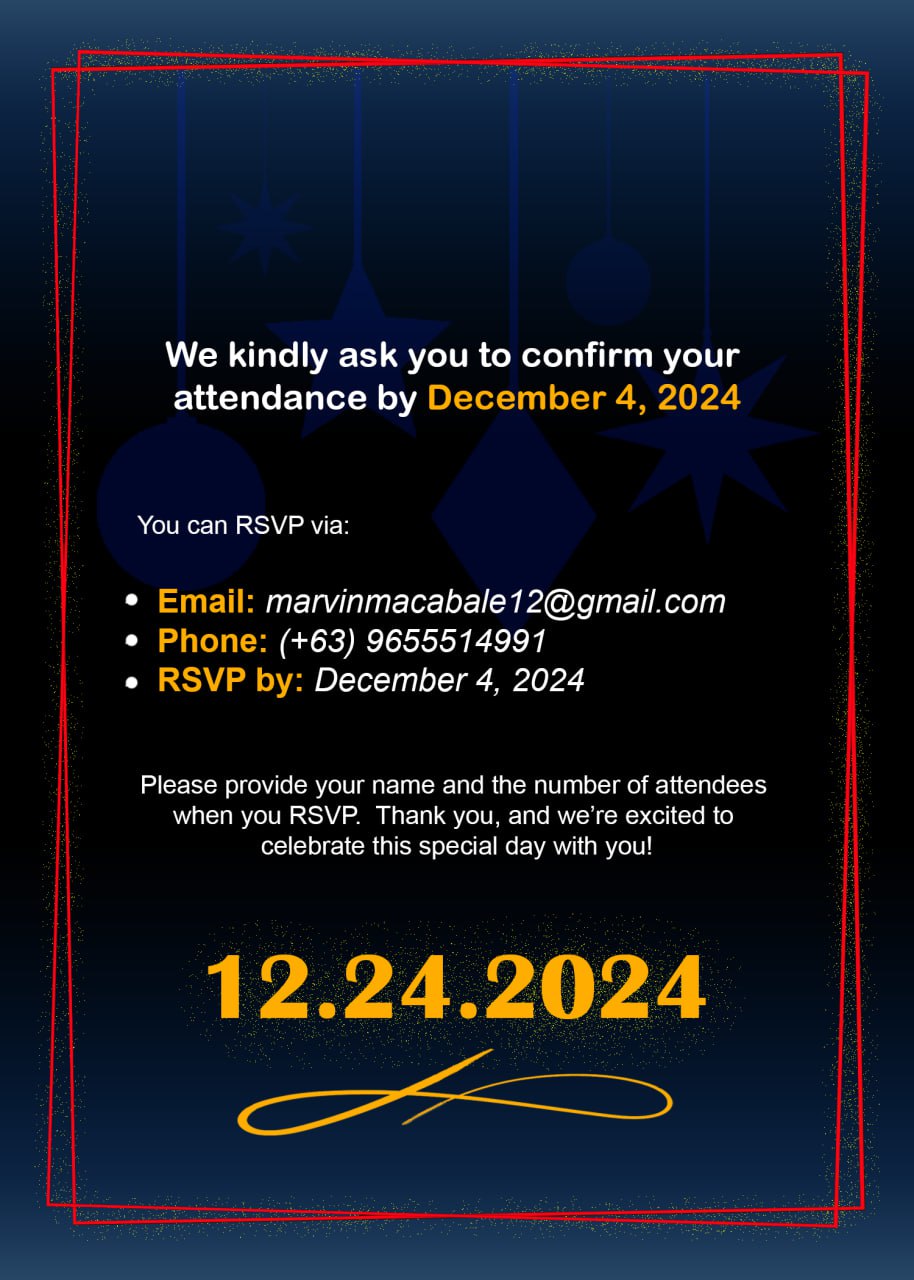 We kindly ask you to confirm your
attendance by December 4, 2024
You can RSVP via:
• Email: marvinmacabale12@gmail.com
• Phone: (+63) 9655514991
• RSVP by: December 4, 2024
Please provide your name and the number of attendees
when you RSVP.  Thank you, and we’re excited to
celebrate this special day with you!
12.24.2024